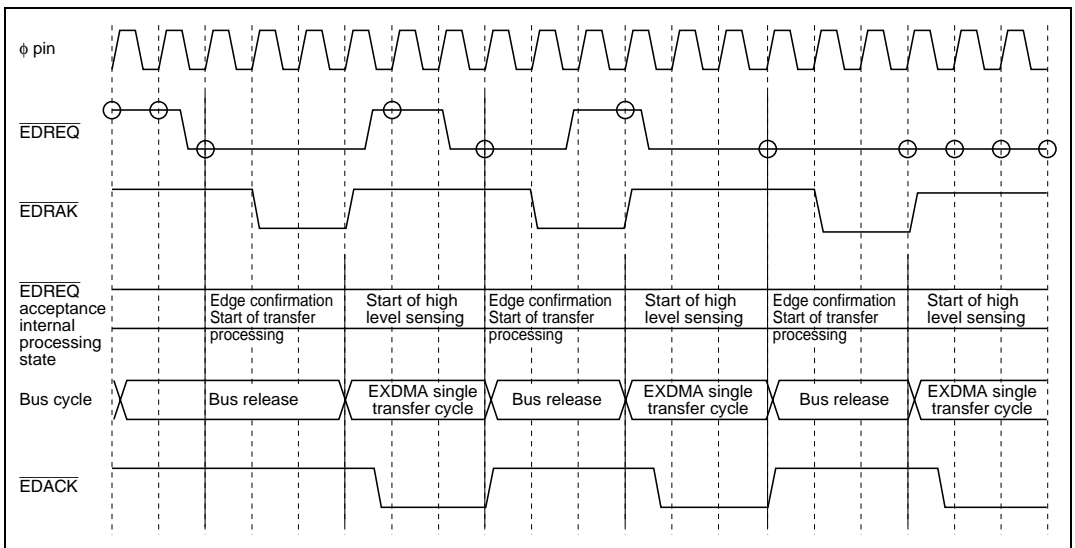 ϕ pin
EDREQ
EDRAK
EDREQ
acceptance
internal
processing
state
Edge confirmation
Start of transfer
processing
Start of high
level sensing
Edge confirmation
Start of transfer
processing
Start of high
level sensing
Edge confirmation
Start of transfer
processing
Start of high
level sensing
Bus cycle
Bus release
EXDMA single
transfer cycle
Bus release
EXDMA single
transfer cycle
Bus release
EXDMA single
transfer cycle
EDACK